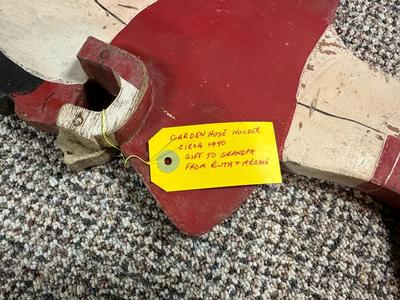 GARDEN HOSE HOLDER
CIRCA 1940
GIFT TO GRANDPA
FROM RUTH + ARCHIE